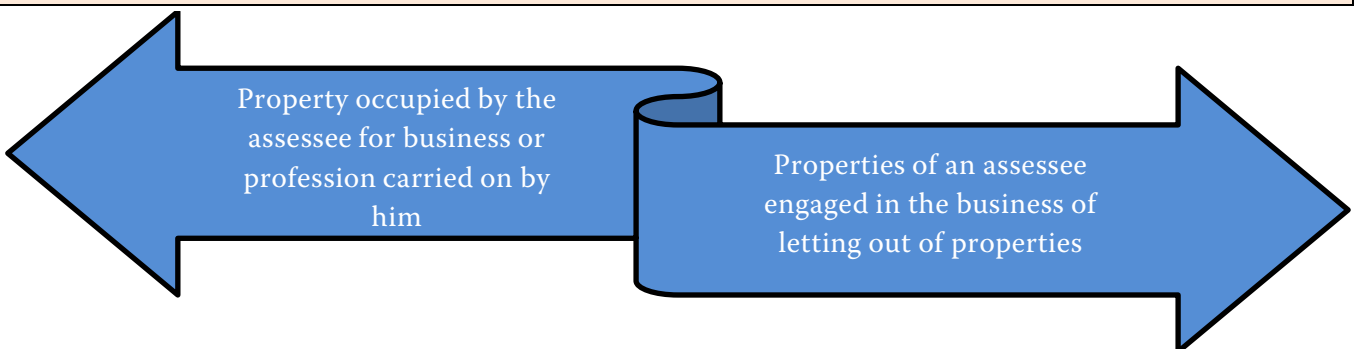 Property occupied by the
assessee for business or
profession carried on by
him
Properties of an assessee
engaged in the business of
letting out of properties